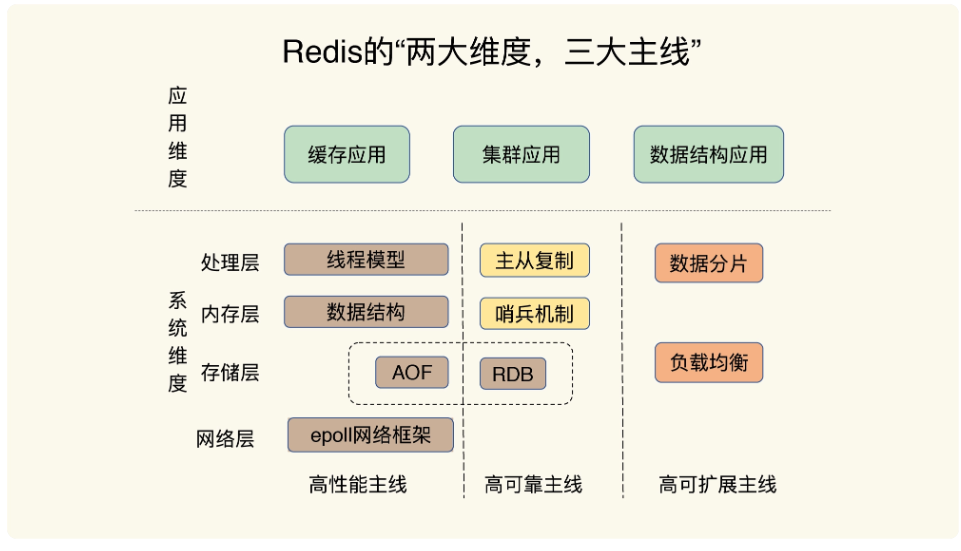 Redis的“两大维度，三大主线”
应用维度
缓存应用
集群应用
数据结构应用
系统维度
处理层
线程模型
主从复制
数据分片
内存层
数据结构
哨兵机制
存储层
AOF
RDB
负载均衡
网络层
epoll网络框架
高性能主线
高可靠主线
高可扩展主线